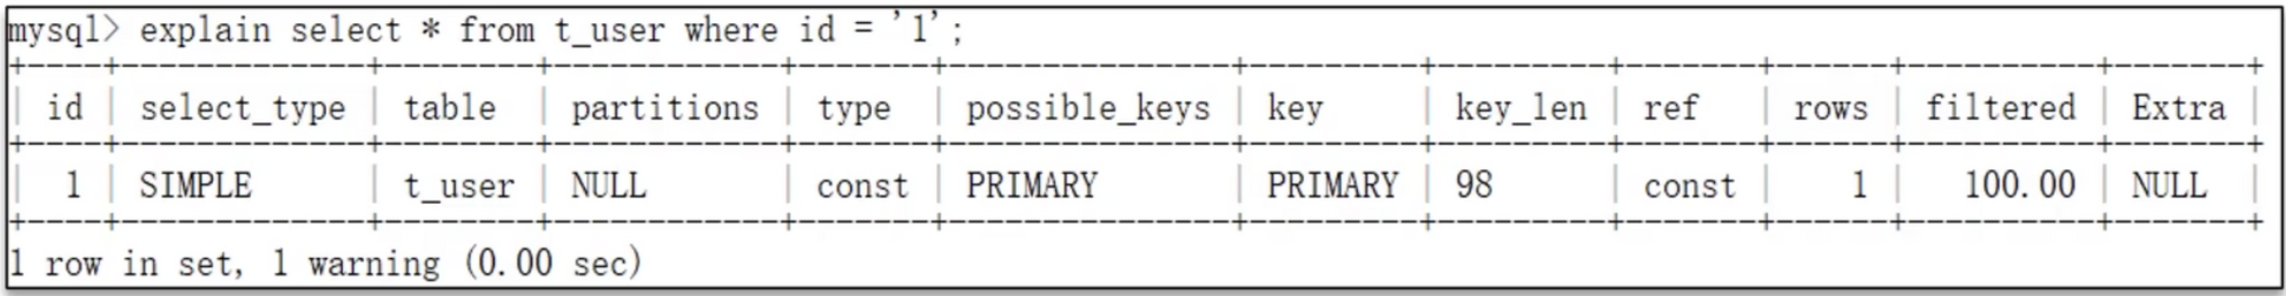 mysql> explain select * from t_user where id = '1';
+----+-------------+--------+------------+-------+---------------+---------+---------+-------+------+----------+-------+
| id | select_type | table | partitions | type | possible_keys | key | key_len | ref | rows | filtered | Extra |
+----+-------------+--------+------------+-------+---------------+---------+---------+-------+------+----------+-------+
| 1 | SIMPLE | t_user | NULL | const | PRIMARY | PRIMARY | 98 | const | 1 | 100.00 | NULL |
+----+-------------+--------+------------+-------+---------------+---------+---------+-------+------+----------+-------+
1 row in set, 1 warning (0.00 sec)